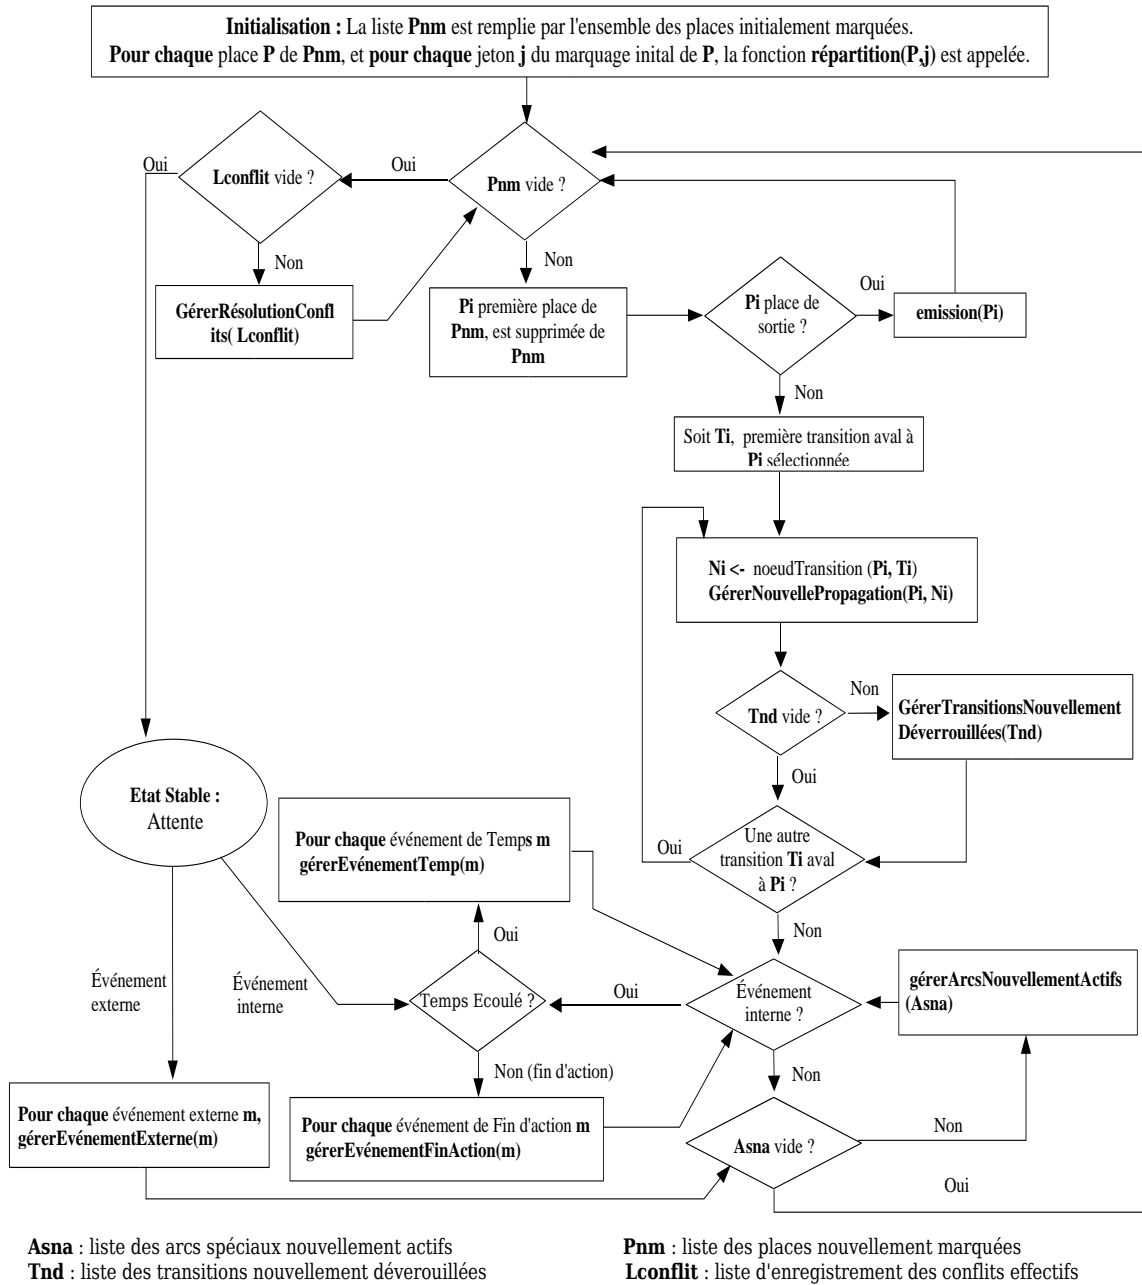 Initialisation : La liste Pnm est remplie par l'ensemble des places initialement marquées.
Pour chaque place P de Pnm, et pour chaque jeton j du marquage inital de P, la fonction répartition(P,j) est appelée.
Oui
Lconflit vide ?
Oui
Pnm vide ?
Non
Non
GérerRésolutionConfl
its( Lconflit)
Pi première place de
Pnm, est supprimée de
Pnm
Pi place de
sortie ?
Oui
emission(Pi)
Non
Soit Ti, première transition aval à
Pi sélectionnée
Ni <- noeudTransition (Pi, Ti)
GérerNouvellePropagation(Pi, Ni)
Tnd vide ?
Non
GérerTransitionsNouvellement
Déverrouillées(Tnd)
Oui
Etat Stable :
Attente
Pour chaque événement de Temps m
gérerEvénementTemp(m)
Oui
Une autre
transition Ti aval
à Pi ?
Non
Oui
Événement
externe
Événement
interne
Temps Ecoulé ?
Oui
Événement
interne ?
gérerArcsNouvellementActifs
(Asna)
Non (fin d'action)
Non
Pour chaque événement externe m,
gérerEvénementExterne(m)
Pour chaque événement de Fin d'action m
gérerEvénementFinAction(m)
Asna vide ?
Non
Oui
Asna : liste des arcs spéciaux nouvellement actifs
Tnd : liste des transitions nouvellement déverouillées
Pnm : liste des places nouvellement marquées
Lconflit : liste d'enregistrement des conflits effectifs